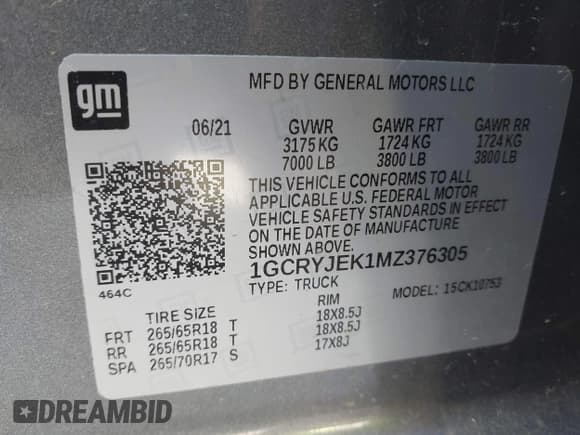 gm
MFD BY GENERAL MOTORS LLC
06/21 GVWR GAWR FRT GAWR RR
3175 KG 1724 KG 1724 KG
7000 LB 3800 LB 3800 LB
THIS VEHICLE CONFORMS TO ALL
APPLICABLE U.S. FEDERAL MOTOR
VEHICLE SAFETY STANDARDS IN EFFECT
ON THE DATE OF MANUFACTURE
SHOWN ABOVE.
464C
1GCRYJEK1MZ376305
TYPE: TRUCK MODEL: 15CK10753
TIRE SIZE RIM
FRT 265/65R18 T 18X8.5J
RR 265/65R18 T 18X8.5J
SPA 265/70R17 S 17X8J
DREAMBID